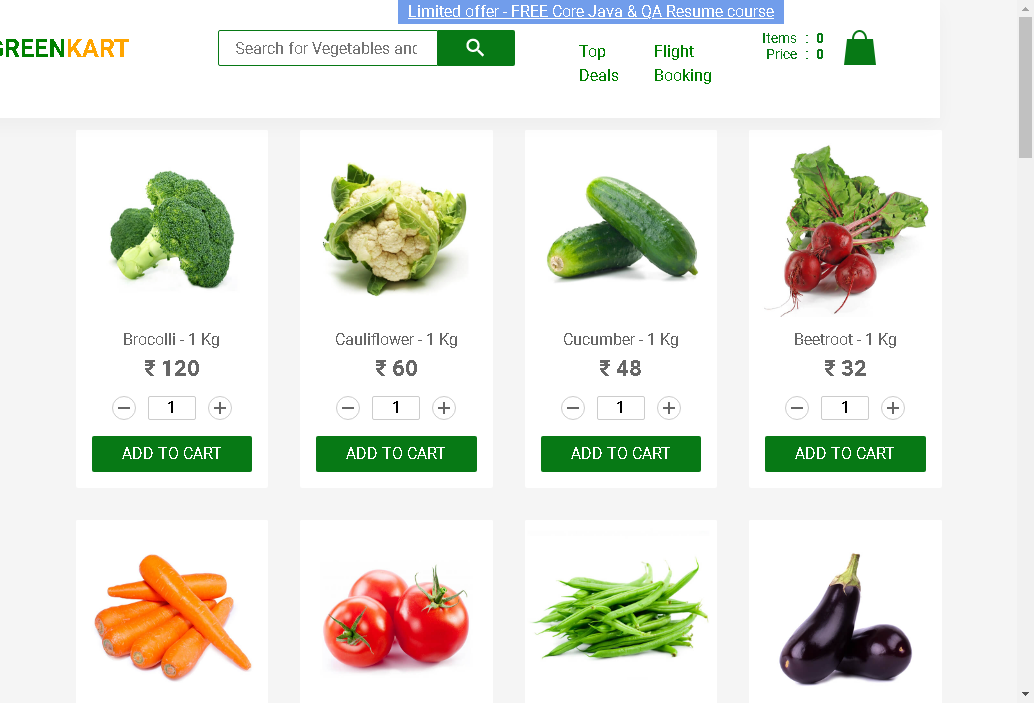 Limited offer - FREE Core Java & QA Resume course
GREENKART
Search for Vegetables and
Top
Deals
Flight
Booking
Items : 0
Price : 0
Brocolli - 1 Kg
₹ 120
1
ADD TO CART
Cauliflower - 1 Kg
₹ 60
1
ADD TO CART
Cucumber - 1 Kg
₹ 48
1
ADD TO CART
Beetroot - 1 Kg
₹ 32
1
ADD TO CART